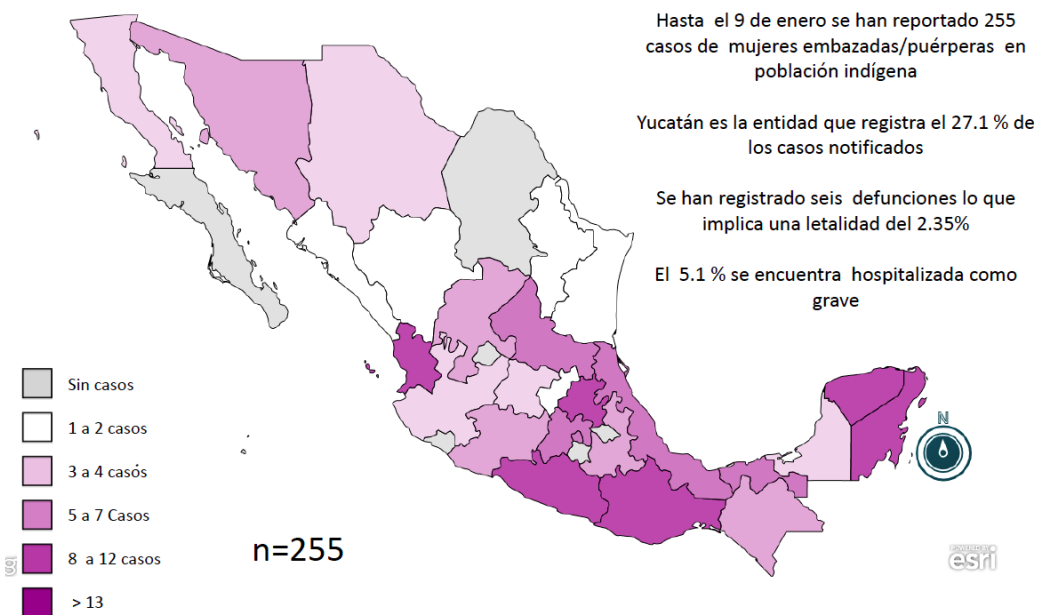 Hasta el 9 de enero se han reportado 255
casos de mujeres embazadas/puérperas en
población indígena
Yucatán es la entidad que registra el 27.1 % de
los casos notificados
Se han registrado seis defunciones lo que
implica una letalidad del 2.35%
El 5.1 % se encuentra hospitalizada como
grave
Sin casos
1 a 2 casos
3 a 4 casós
5 a 7 Casos
8 a 12 casos
> 13
n=255
N
POWERED BY
esri